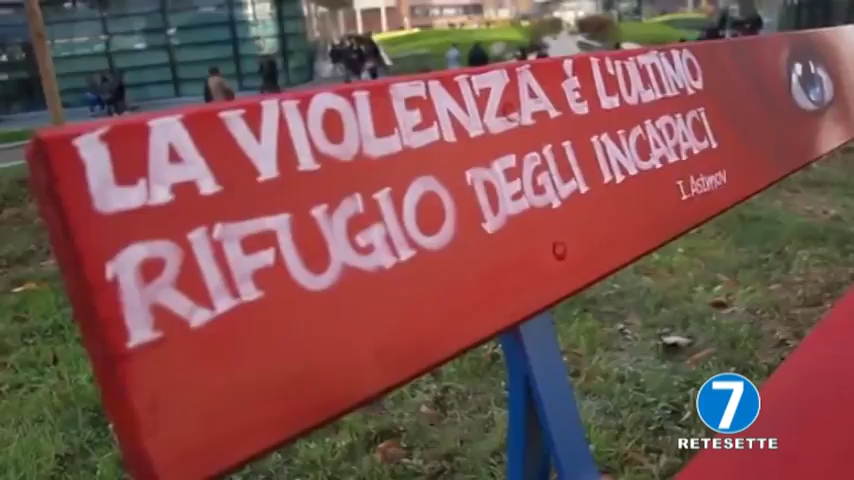 LA VIOLENZA É L'ULTIMO
RIFUGIO DEGLI INCAPACI
I. Asimov
7
RETESETTE